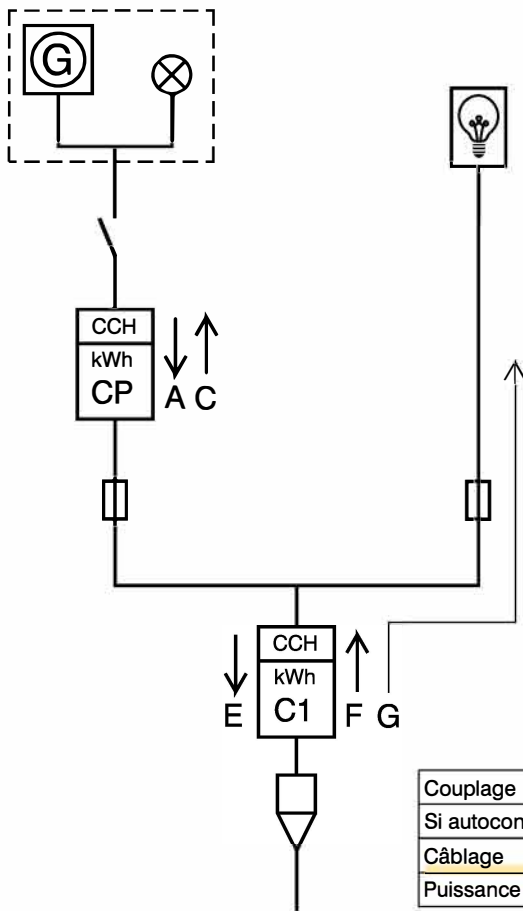 G
CCH
kWh
CP
A C
CCH
kWh
C1
E
F G
Couplage
Si autocon
Câblage
Puissance